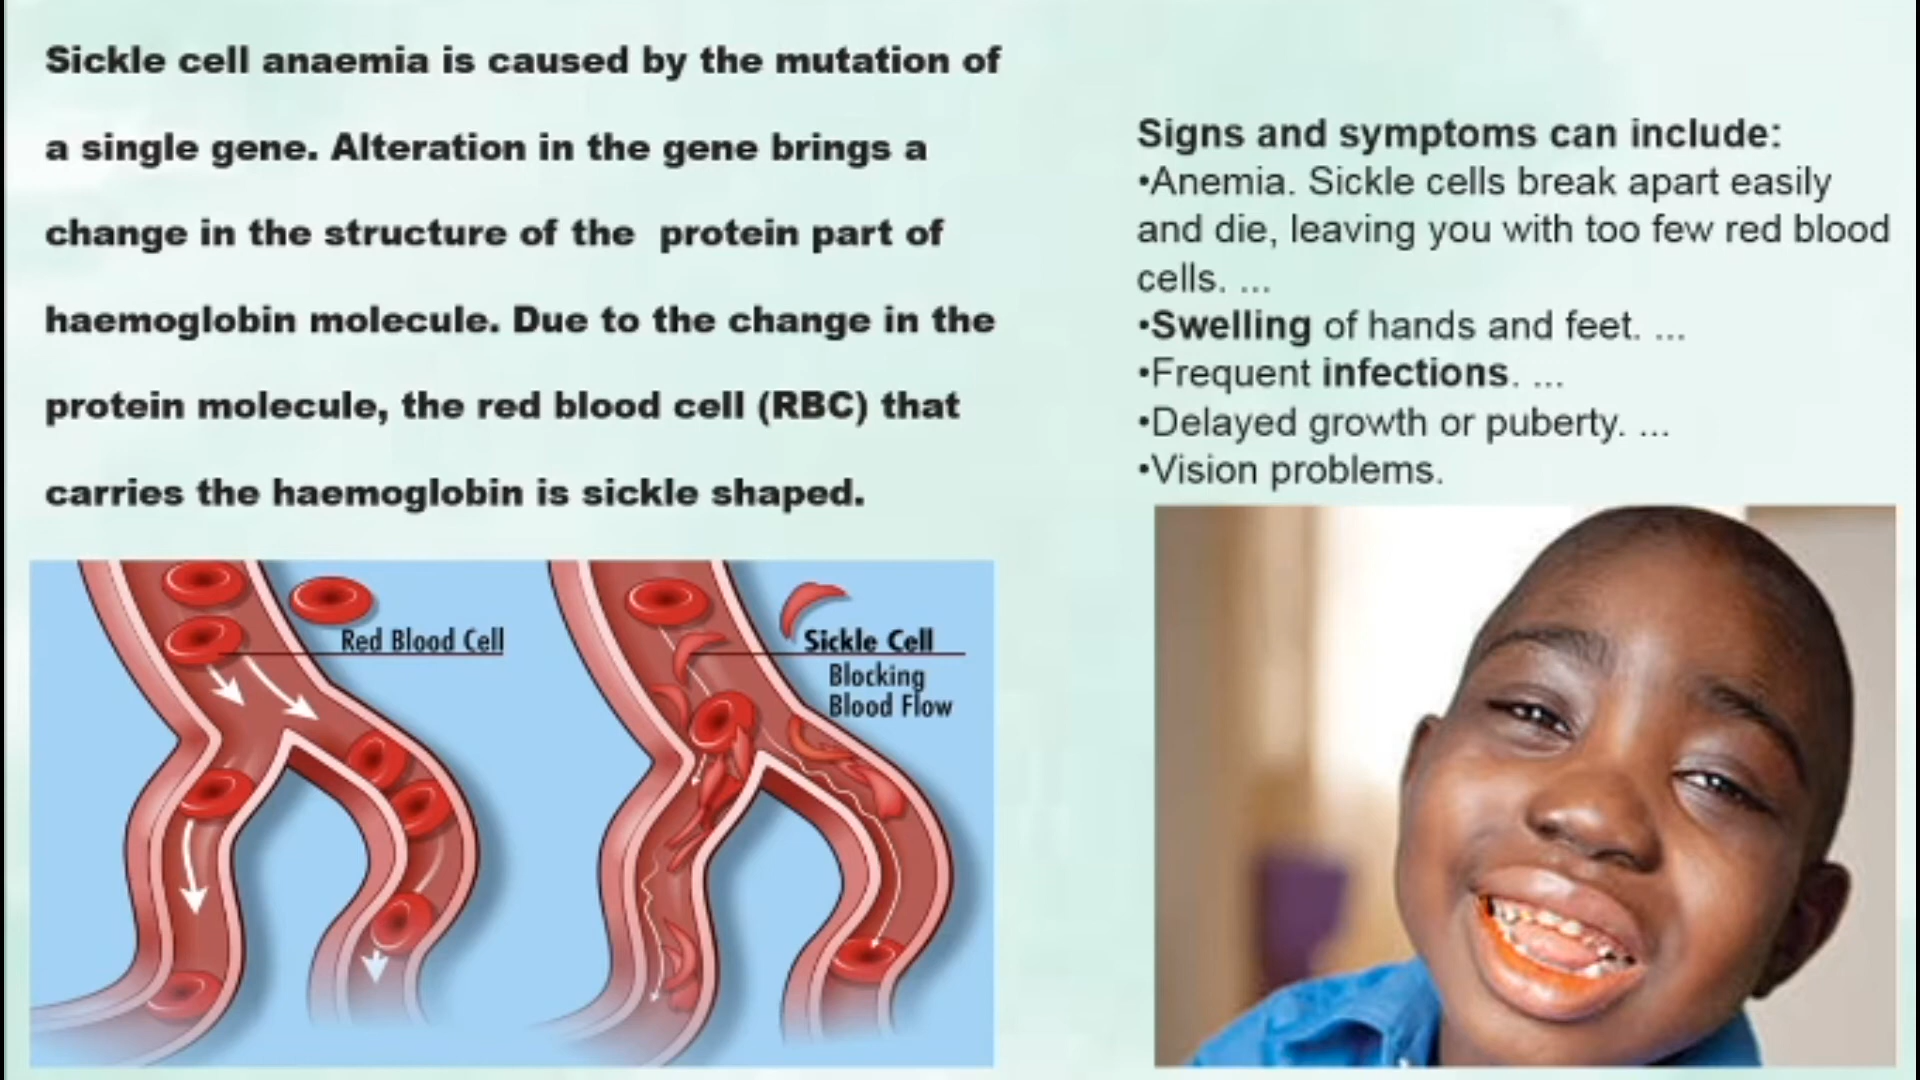 Sickle cell anaemia is caused by the mutation of
a single gene. Alteration in the gene brings a
change in the structure of the protein part of
haemoglobin molecule. Due to the change in the
protein molecule, the red blood cell (RBC) that
carries the haemoglobin is sickle shaped.
Signs and symptoms can include:
•Anemia. Sickle cells break apart easily
and die, leaving you with too few red blood
cells. ...
•Swelling of hands and feet. ...
•Frequent infections. ...
•Delayed growth or puberty. ...
•Vision problems.
Red Blood Cell
Sickle Cell
Blocking
Blood Flow